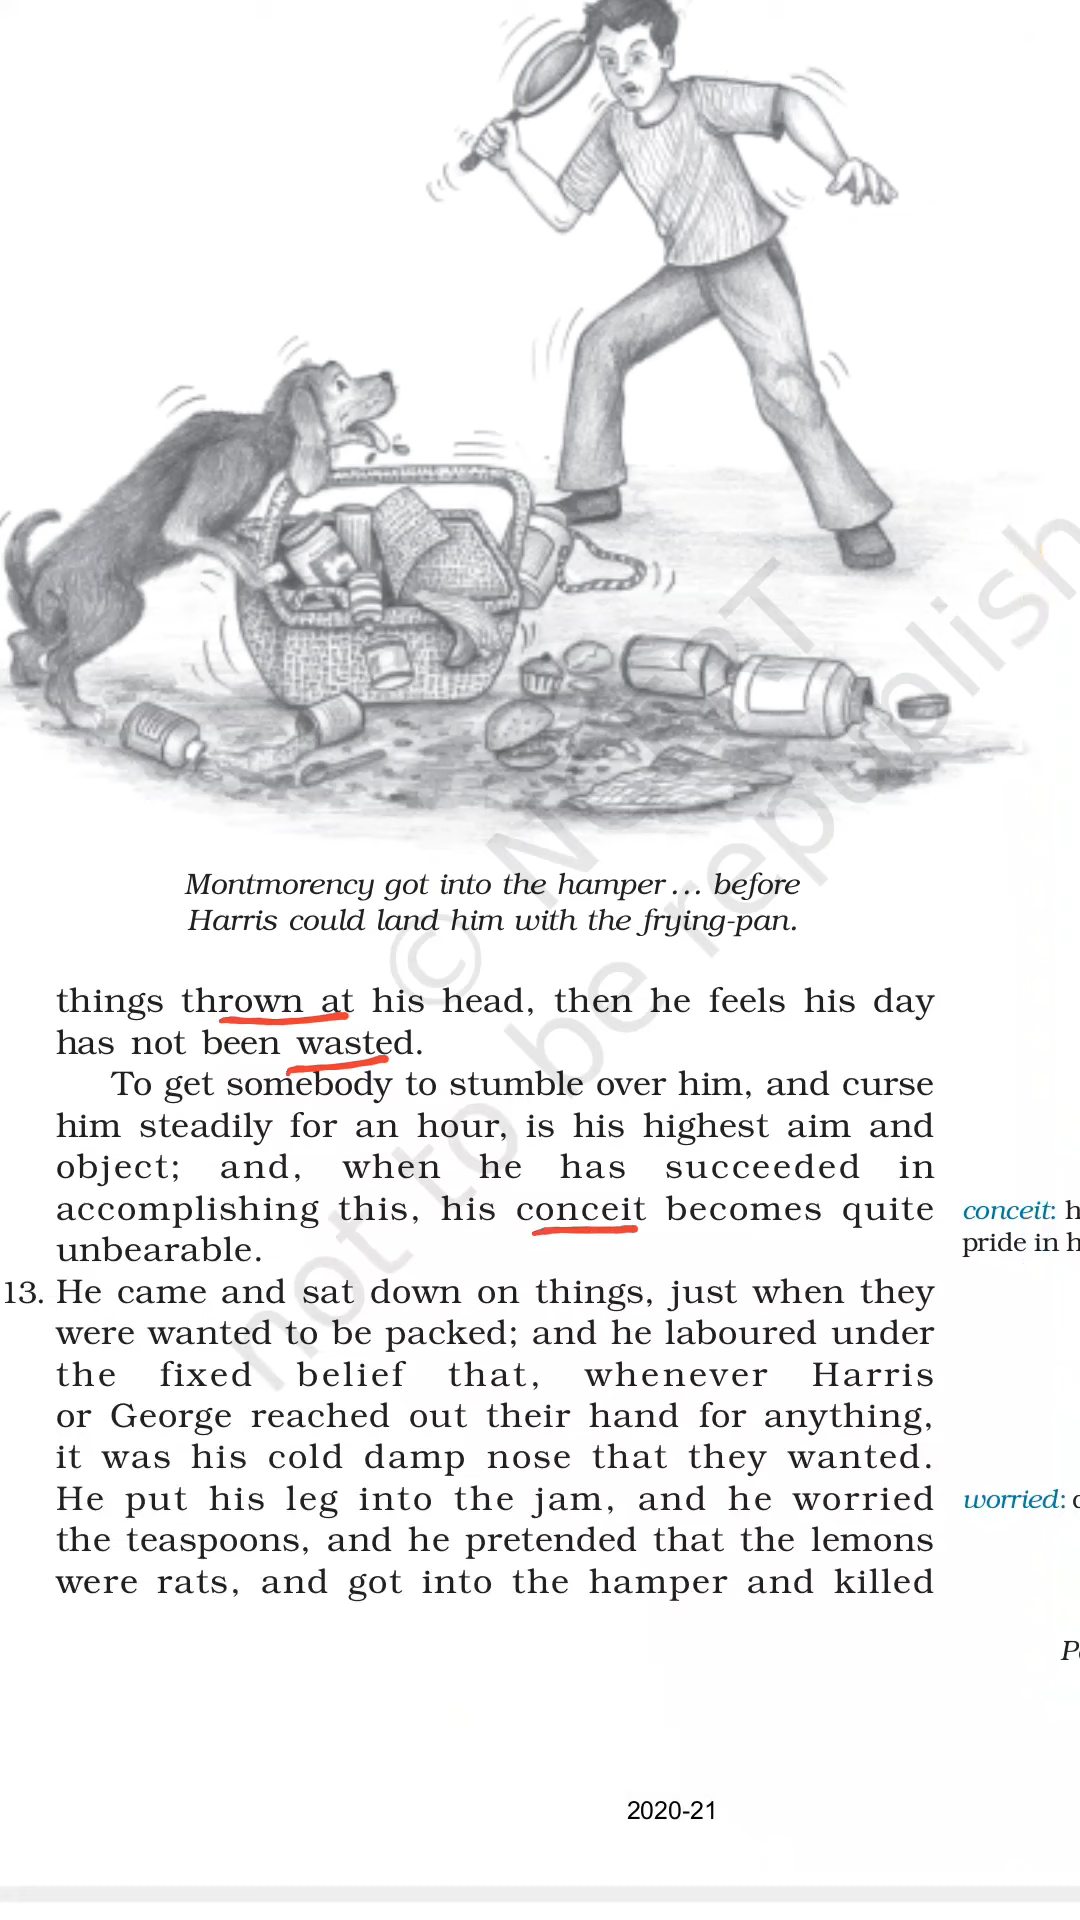 Montmorency got into the hamper... before
Harris could land him with the frying-pan.
things thrown at his head, then he feels his day
has not been wasted.
To get somebody to stumble over him, and curse
him steadily for an hour, is his highest aim and
object; and, when he has succeeded in
accomplishing this, his conceit becomes quite
unbearable.
conceit: h
pride in h
13. He came and sat down on things, just when they
were wanted to be packed; and he laboured under
the fixed belief that, whenever Harris
or George reached out their hand for anything,
it was his cold damp nose that they wanted.
He put his leg into the jam, and he worried
the teaspoons, and he pretended that the lemons
were rats, and got into the hamper and killed
worried:
2020-21
not to be republish